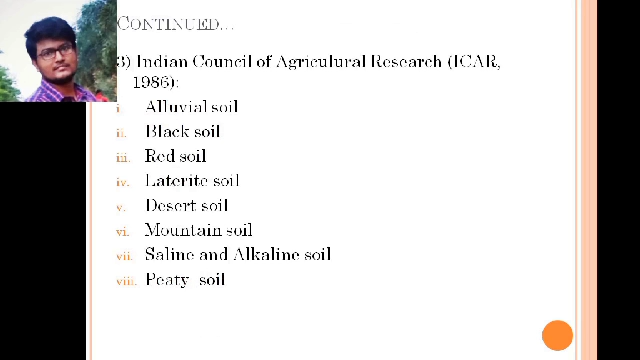 CONTINUED...
3) Indian Council of Agriculural Research (ICAR,
1986):
i. Alluvial soil
ii. Black soil
iii. Red soil
iv. Laterite soil
v. Desert soil
vi. Mountain soil
vii. Saline and Alkaline soil
viii. Peaty soil